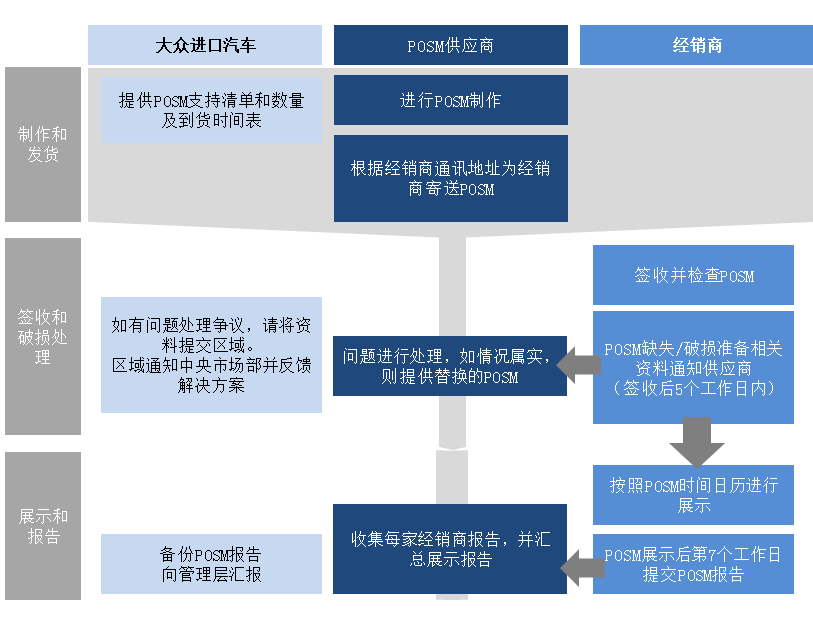 大众进口汽车
POSM供应商
经销商
制作和
发货
提供POSM支持清单和数量
及到货时间表
进行POSM制作
根据经销商通讯地址为经销
商寄送POSM
签收和
破损处
理
签收并检查POSM
如有问题处理争议，请将资
料提交区域。
区域通知中央市场部并反馈
解决方案
问题进行处理，如情况属实，
则提供替换的POSM
POSM缺失/破损准备相关
资料通知供应商
（签收后5个工作日内）
展示和
报告
按照POSM时间日历进行
展示
备份POSM报告
向管理层汇报
收集每家经销商报告，并汇
总展示报告
POSM展示后第7个工作日
提交POSM报告